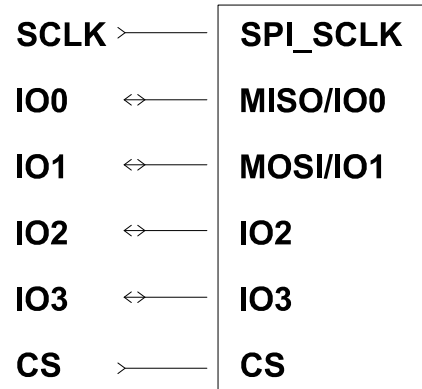 SCLK SPI_SCLK
IO0 MISO/IO0
IO1 MOSI/IO1
IO2 IO2
IO3 IO3
CS CS